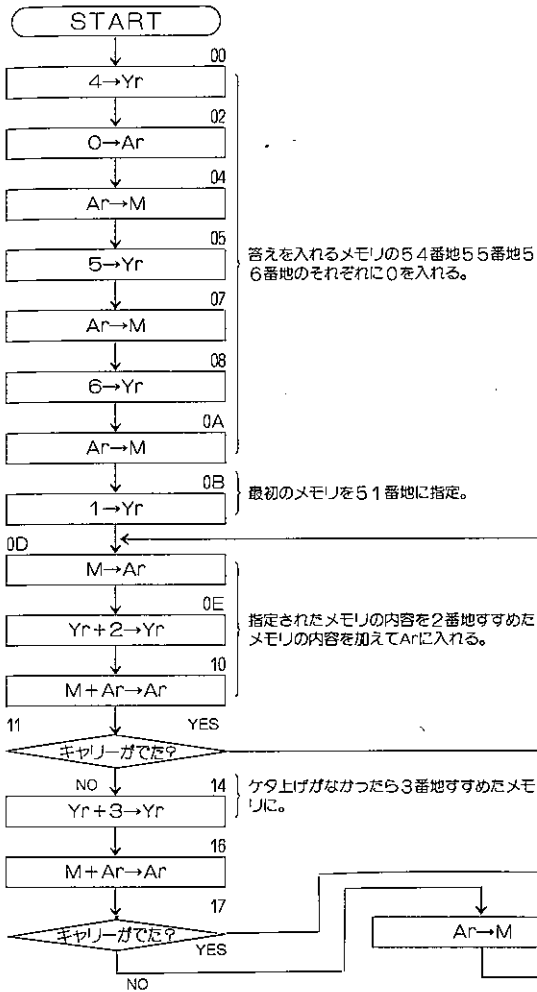 START
00
4→Yr
02
0→Ar
04
Ar→M
05
5→Yr
答えを入れるメモリの54番地55番地5
6番地のそれぞれに0を入れる。
07
Ar→M
08
6→Yr
0A
Ar→M
0B
1→Yr
最初のメモリを51番地に指定。
0D
M→Ar
0E
Yr+2→Yr
指定されたメモリの内容を2番地すすめた
メモリの内容を加えてArに入れる。
10
M+Ar→Ar
11
YES
キャリーがでた?
NO
14
Yr+3→Yr
ケタ上げがなかったら3番地すすめたメモ
リに。
16
M+Ar→Ar
17
キャリーがでた?
YES
Ar→M
NO